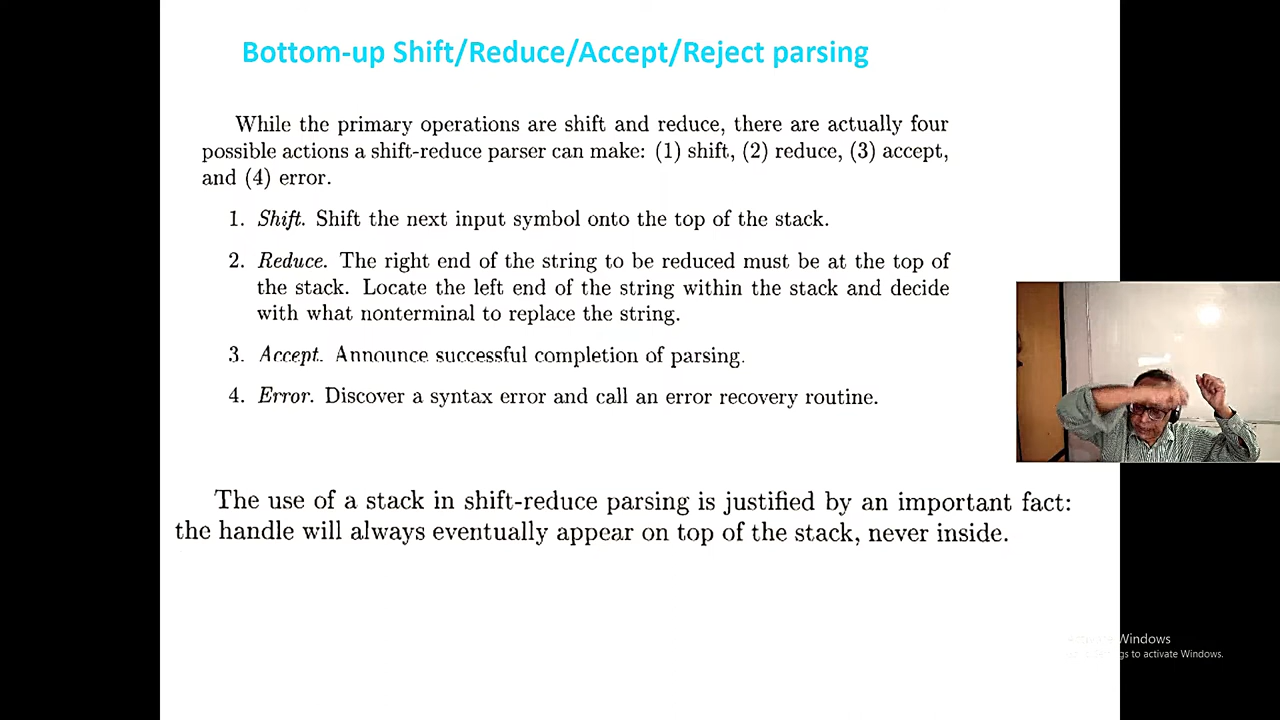 Bottom-up Shift/Reduce/Accept/Reject parsing
While the primary operations are shift and reduce, there are actually four
possible actions a shift-reduce parser can make: (1) shift, (2) reduce, (3) accept,
and (4) error.
1. Shift. Shift the next input symbol onto the top of the stack.
2. Reduce. The right end of the string to be reduced must be at the top of
the stack. Locate the left end of the string within the stack and decide
with what nonterminal to replace the string.
3. Accept. Announce successful completion of parsing.
4. Error. Discover a syntax error and call an error recovery routine.
The use of a stack in shift-reduce parsing is justified by an important fact:
the handle will always eventually appear on top of the stack, never inside.
Activate Windows
to activate Windows.